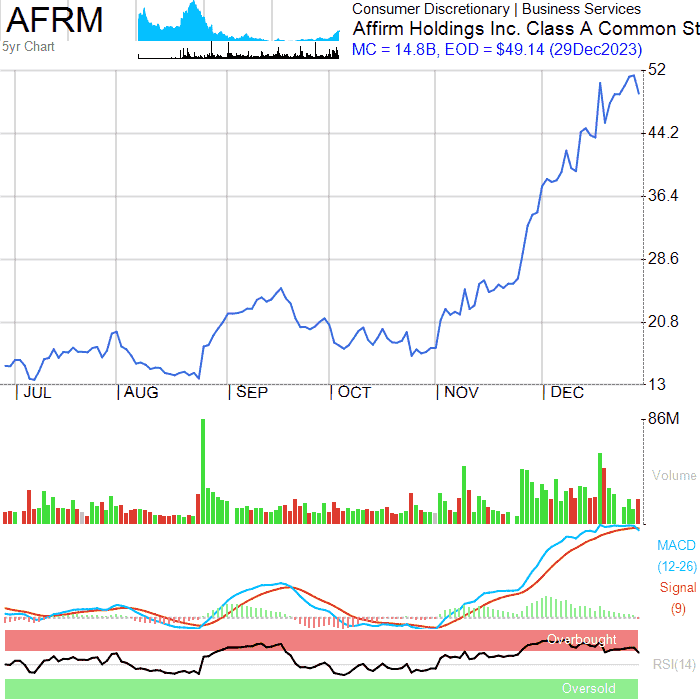 AFRM
5yr Chart
Consumer Discretionary | Business Services
Affirm Holdings Inc. Class A Common St
MC = 14.8B, EOD = $49.14 (29Dec2023)
52
44.2
36.4
28.6
20.8
13
JUL AUG SEP OCT NOV DEC
86M
Volume
MACD
(12-26)
Signal
(9)
Overbought
RSI(14)
Oversold